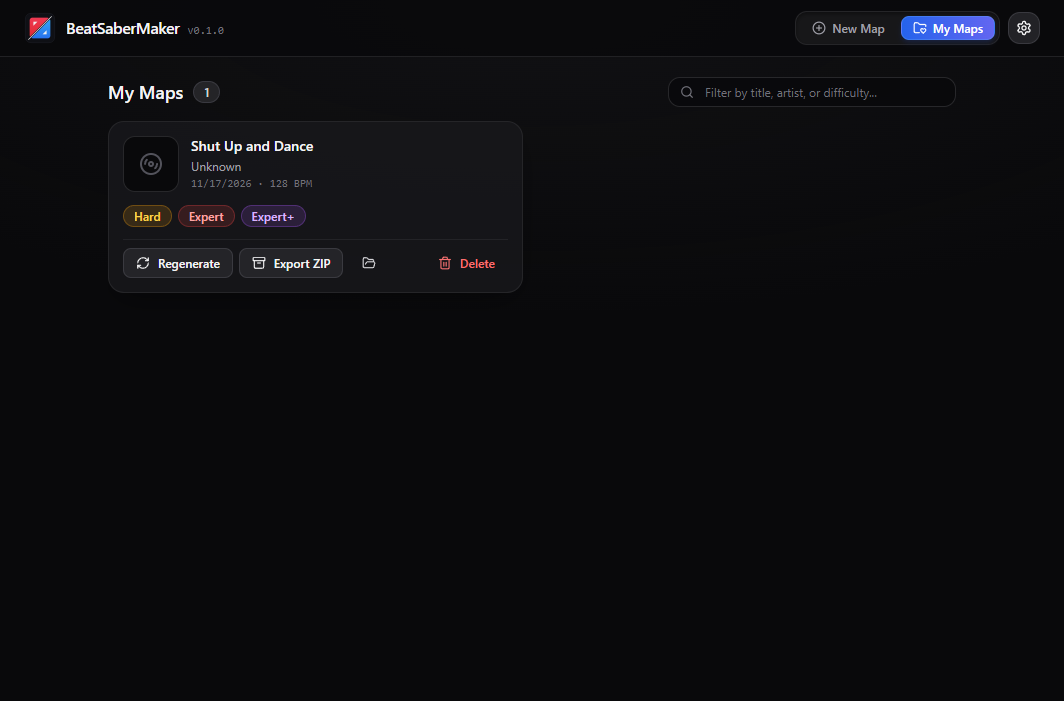 BeatSaberMaker v0.1.0
New Map
My Maps
My Maps 1
Filter by title, artist, or difficulty...
Shut Up and Dance
Unknown
11/17/2026 · 128 BPM
Hard Expert Expert+
Regenerate Export ZIP Delete